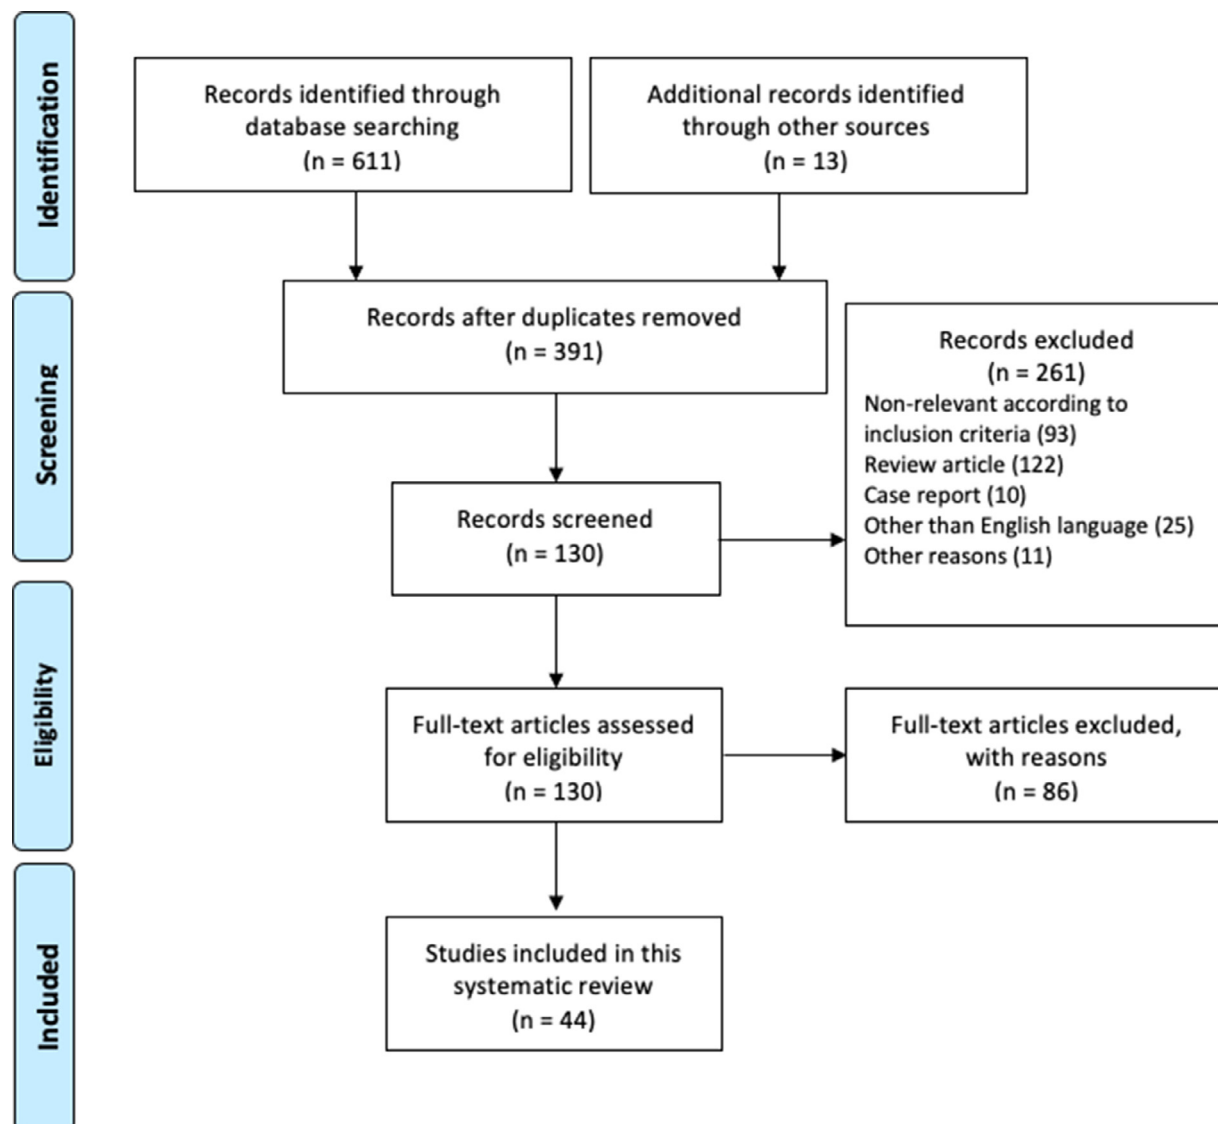 Identification
Records identified through
database searching
(n = 611)
Additional records identified
through other sources
(n = 13)
Screening
Records after duplicates removed
(n = 391)
Records excluded
(n = 261)
Non-relevant according to
inclusion criteria (93)
Review article (122)
Case report (10)
Other than English language (25)
Other reasons (11)
Records screened
(n = 130)
Eligibility
Full-text articles assessed
for eligibility
(n = 130)
Full-text articles excluded,
with reasons
(n = 86)
Included
Studies included in this
systematic review
(n = 44)